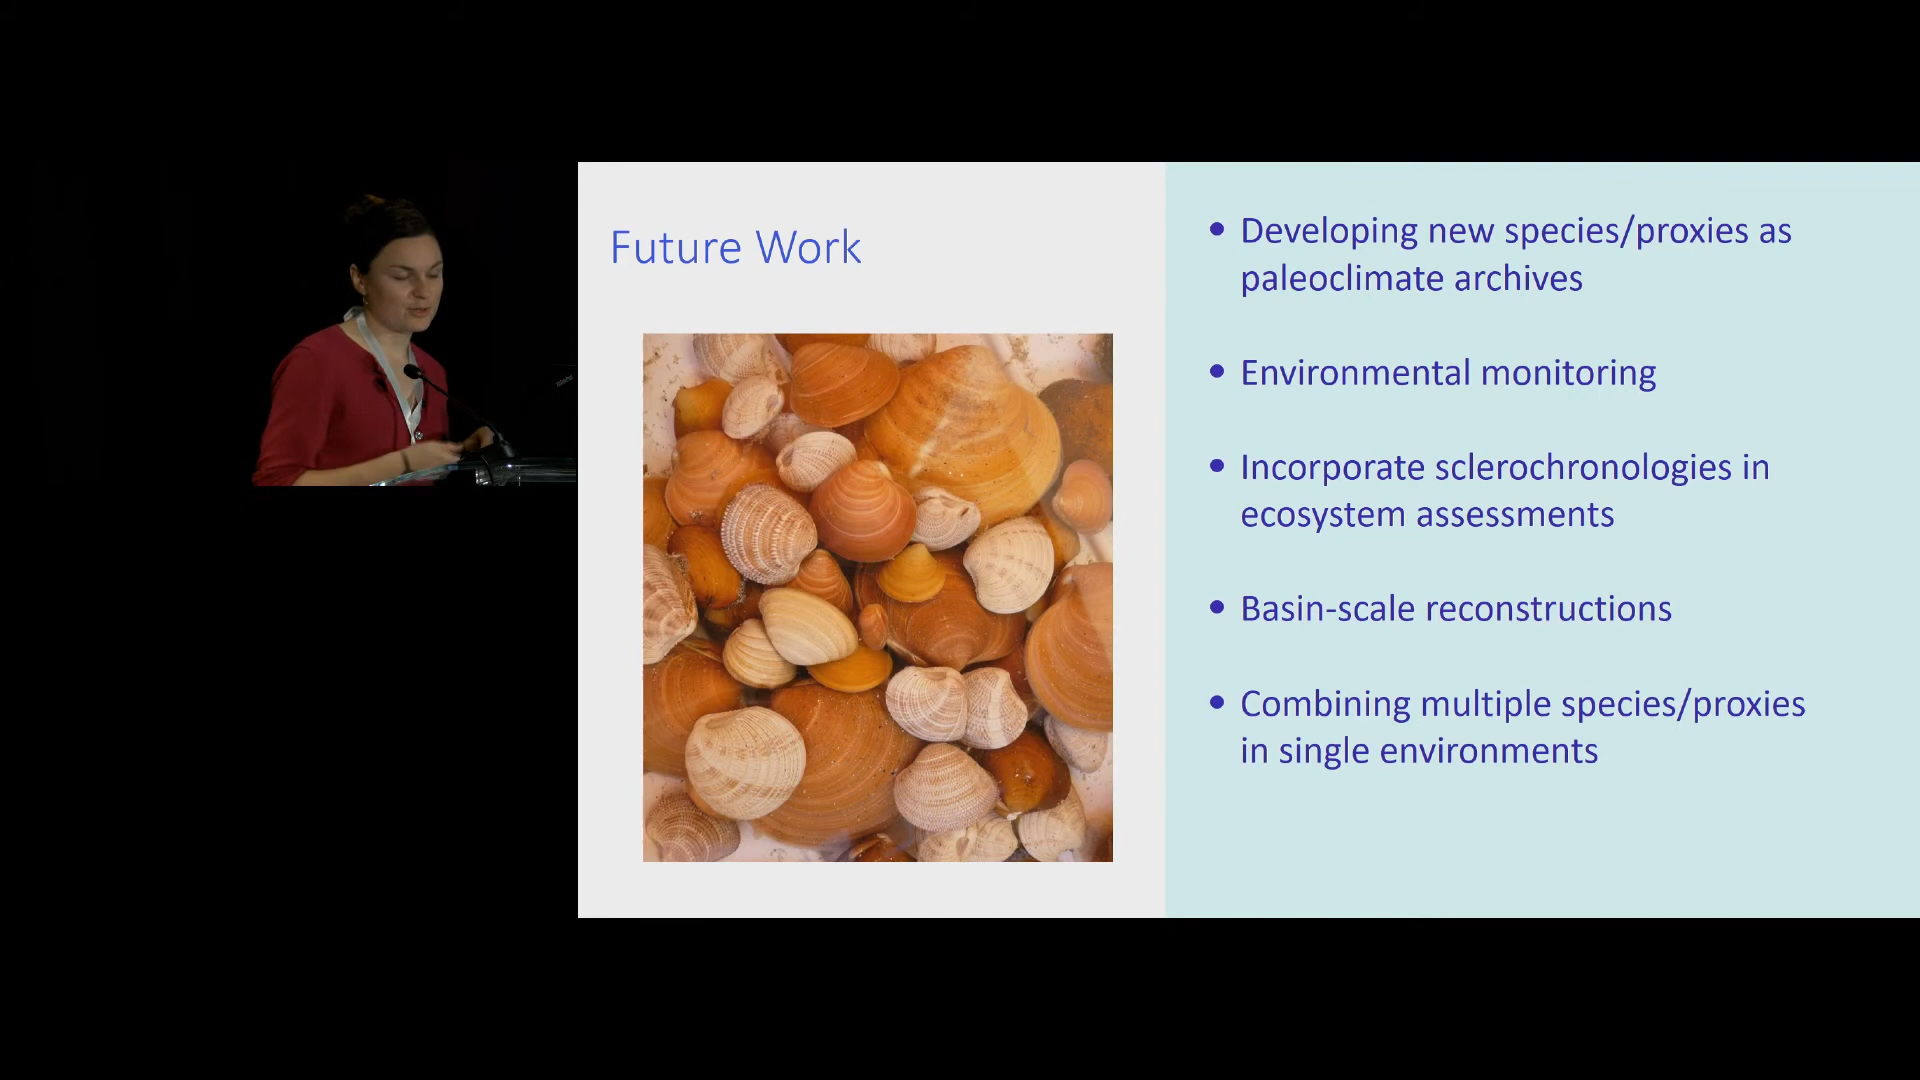 Future Work
• Developing new species/proxies as
paleoclimate archives
• Environmental monitoring
• Incorporate sclerochronologies in
ecosystem assessments
• Basin-scale reconstructions
• Combining multiple species/proxies
in single environments